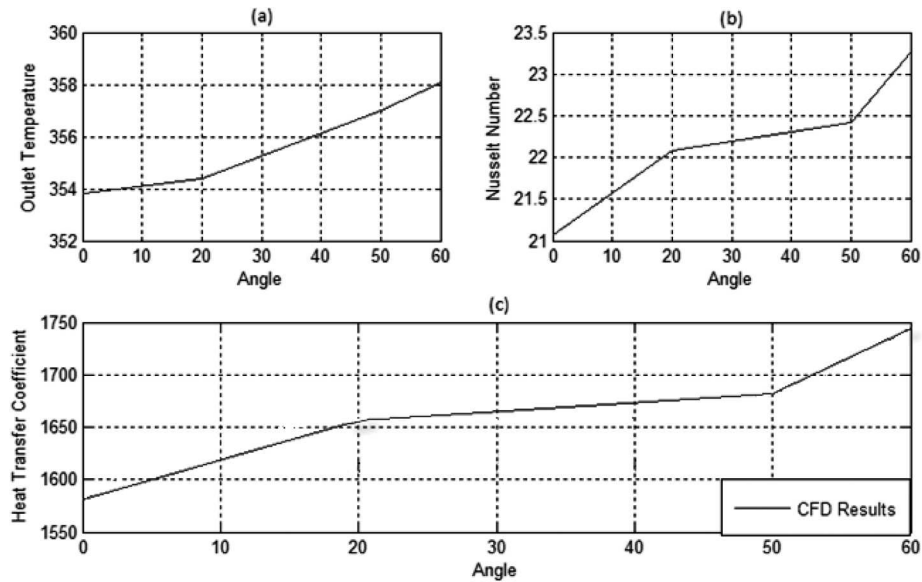 (a)
360
358
356
354
352
Outlet Temperature
0 10 20 30 40 50 60
Angle
(b)
23.5
23
22.5
22
21.5
21
Nusselt Number
0 10 20 30 40 50 60
Angle
(c)
1750
1700
1650
1600
1550
Heat Transfer Coefficient
0 10 20 30 40 50 60
Angle
CFD Results